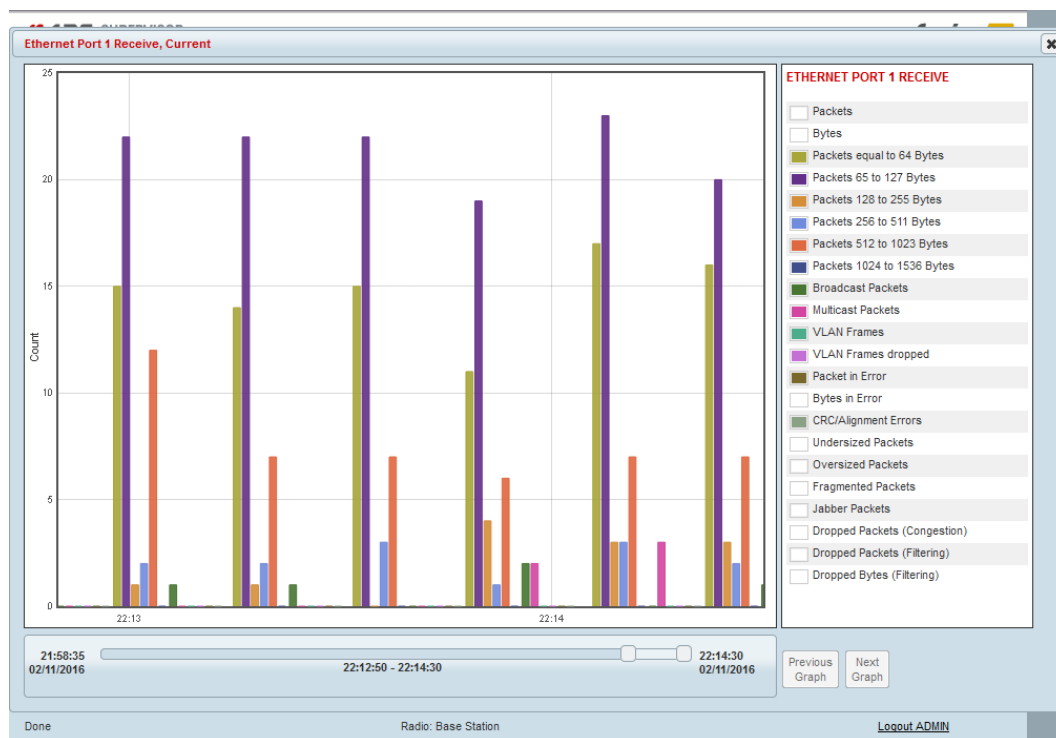 Ethernet Port 1 Receive, Current
25
20
15
10
5
0
Count
22:13
22:14
ETHERNET PORT 1 RECEIVE
Packets
Bytes
Packets equal to 64 Bytes
Packets 65 to 127 Bytes
Packets 128 to 255 Bytes
Packets 256 to 511 Bytes
Packets 512 to 1023 Bytes
Packets 1024 to 1536 Bytes
Broadcast Packets
Multicast Packets
VLAN Frames
VLAN Frames dropped
Packet in Error
Bytes in Error
CRC/Alignment Errors
Undersized Packets
Oversized Packets
Fragmented Packets
Jabber Packets
Dropped Packets (Congestion)
Dropped Packets (Filtering)
Dropped Bytes (Filtering)
21:58:35
02/11/2016
22:12:50 - 22:14:30
22:14:30
02/11/2016
Previous
Graph
Next
Graph
Done
Radio: Base Station
Logout ADMIN